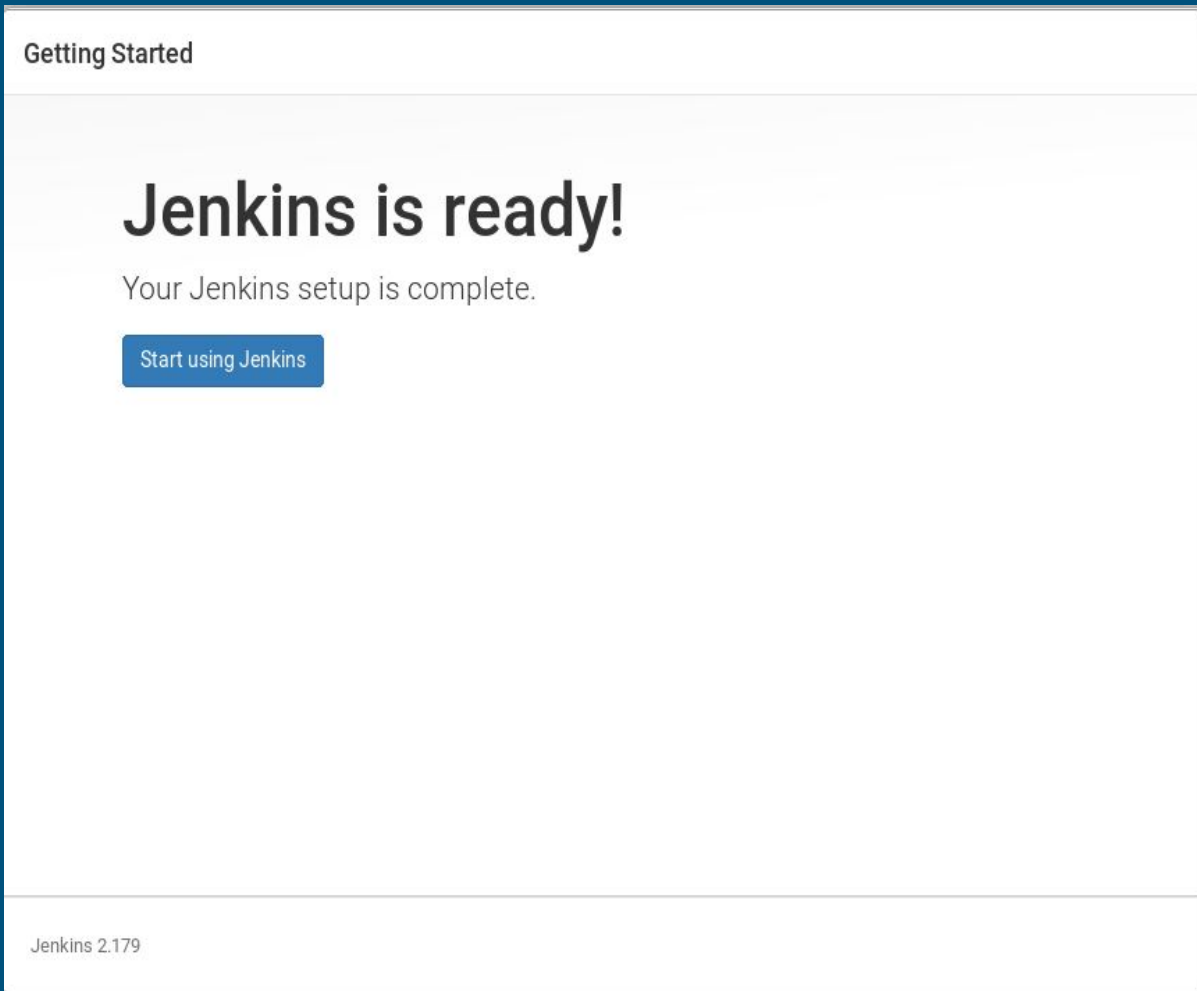 Getting Started
Jenkins is ready!
Your Jenkins setup is complete.
Start using Jenkins
Jenkins 2.179